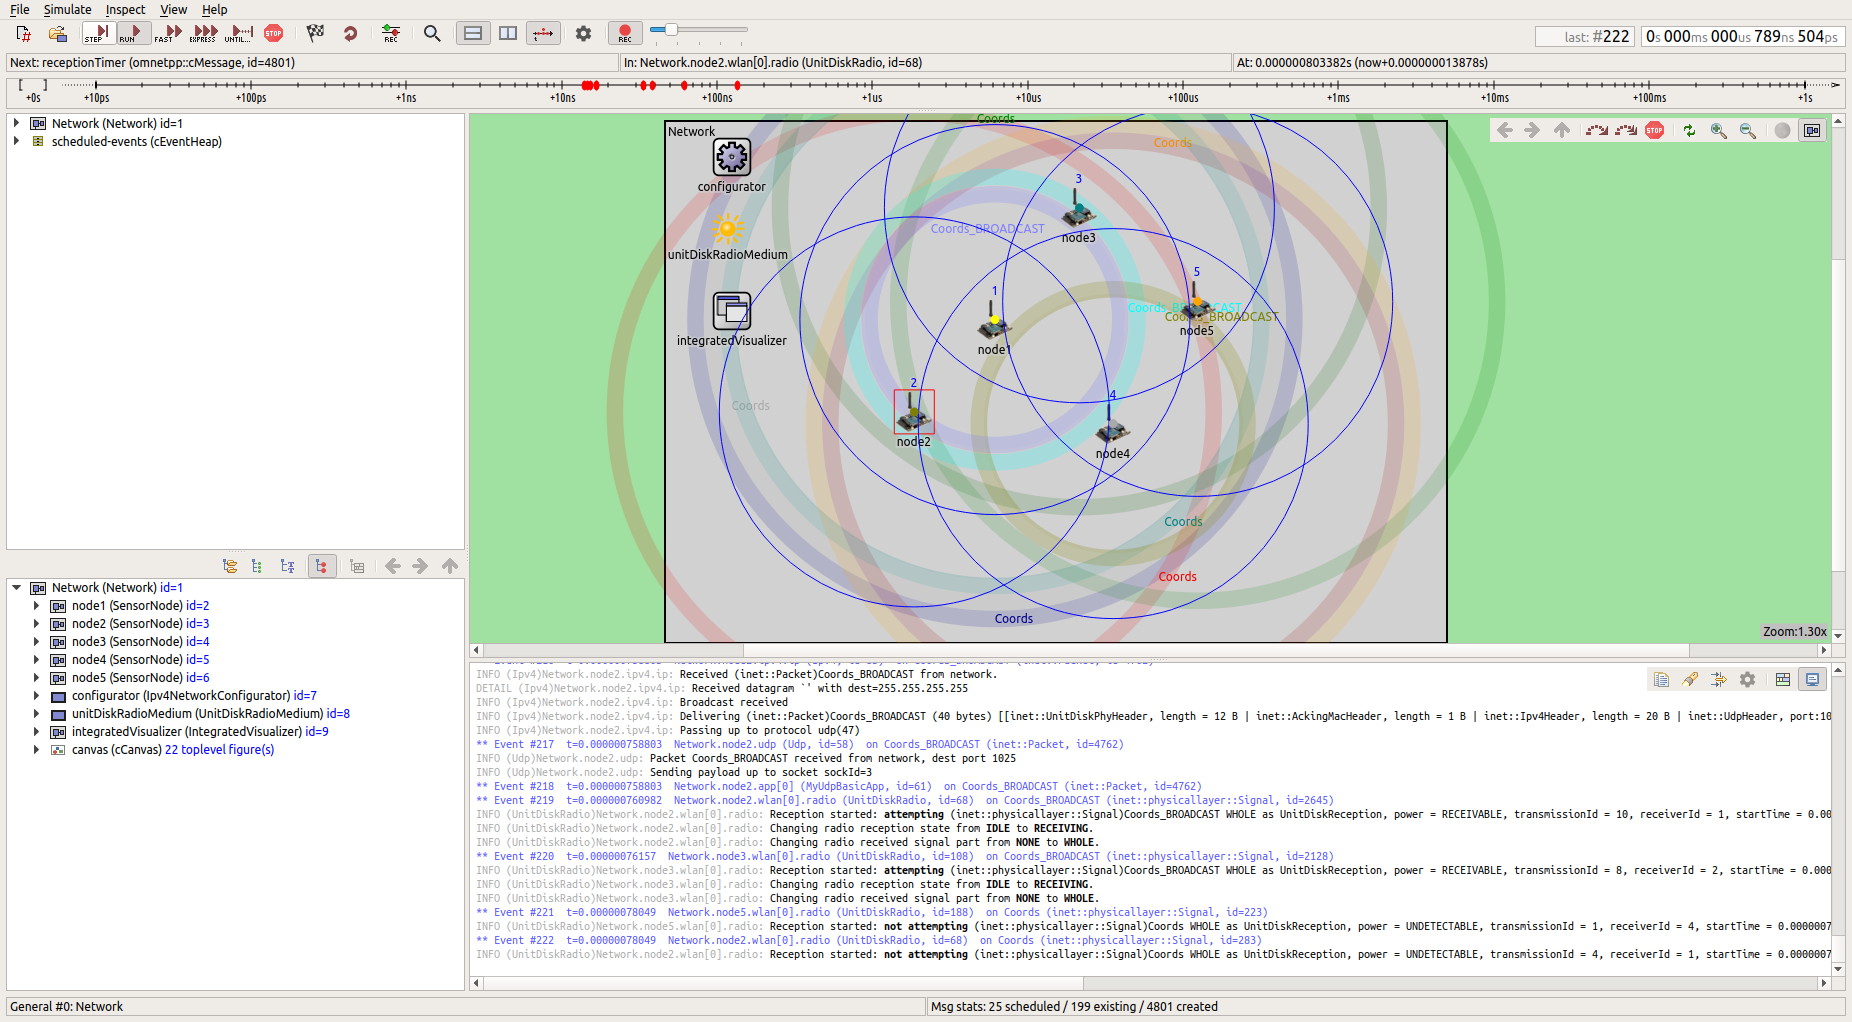 File Simulate Inspect View Help
STEP RUN FAST EXPRESS UNTIL... STOP REC REC
last: #222 0s 000ms 000us 789ns 504ps
Next: receptionTimer (omnetpp::cMessage, id=4801) In: Network.node2.wlan[0].radio (UnitDiskRadio, id=68) At: 0.000000803382s (now+0.000000013878s)
[ ]
+0s +10ps +100ps +1ns +10ns +100ns +1us +10us +100us +1ms +10ms +100ms +1s
Network (Network) id=1
scheduled-events (cEventHeap)
Network (Network) id=1
node1 (SensorNode) id=2
node2 (SensorNode) id=3
node3 (SensorNode) id=4
node4 (SensorNode) id=5
node5 (SensorNode) id=6
configurator (Ipv4NetworkConfigurator) id=7
unitDiskRadioMedium (UnitDiskRadioMedium) id=8
integratedVisualizer (IntegratedVisualizer) id=9
canvas (cCanvas) 22 toplevel figure(s)
Coords
Network
STOP
Coords
configurator
3
Coords_BROADCAST
node3
unitDiskRadioMedium
5
1
Coords_BROADCAST
node5
integratedVisualizer
node1
2
4
Coords
node2
node4
Coords
Coords
Coords
Zoom:1.30x
INFO (Ipv4)Network.node2.ipv4.ip: Received (inet::Packet)Coords_BROADCAST from network.
DETAIL (Ipv4)Network.node2.ipv4.ip: Received datagram `' with dest=255.255.255.255
INFO (Ipv4)Network.node2.ipv4.ip: Broadcast received
INFO (Ipv4)Network.node2.ipv4.ip: Delivering (inet::Packet)Coords_BROADCAST (40 bytes) [[inet::UnitDiskPhyHeader, length = 12 B | inet::AckingMacHeader, length = 1 B | inet::Ipv4Header, length = 20 B | inet::UdpHeader, port:10
INFO (Ipv4)Network.node2.ipv4.ip: Passing up to protocol udp(47)
** Event #217 t=0.000000758803 Network.node2.udp (Udp, id=58) on Coords_BROADCAST (inet::Packet, id=4762)
INFO (Udp)Network.node2.udp: Packet Coords_BROADCAST received from network, dest port 1025
INFO (Udp)Network.node2.udp: Sending payload up to socket sockId=3
** Event #218 t=0.000000758803 Network.node2.app[0] (MyUdpBasicApp, id=61) on Coords_BROADCAST (inet::Packet, id=4762)
** Event #219 t=0.000000760982 Network.node2.wlan[0].radio (UnitDiskRadio, id=68) on Coords_BROADCAST (inet::physicallayer::Signal, id=2645)
INFO (UnitDiskRadio)Network.node2.wlan[0].radio: Reception started: attempting (inet::physicallayer::Signal)Coords_BROADCAST WHOLE as UnitDiskReception, power = RECEIVABLE, transmissionId = 10, receiverId = 1, startTime = 0.00
INFO (UnitDiskRadio)Network.node2.wlan[0].radio: Changing radio reception state from IDLE to RECEIVING.
INFO (UnitDiskRadio)Network.node2.wlan[0].radio: Changing radio received signal part from NONE to WHOLE.
** Event #220 t=0.00000076157 Network.node3.wlan[0].radio (UnitDiskRadio, id=108) on Coords_BROADCAST (inet::physicallayer::Signal, id=2128)
INFO (UnitDiskRadio)Network.node3.wlan[0].radio: Reception started: attempting (inet::physicallayer::Signal)Coords_BROADCAST WHOLE as UnitDiskReception, power = RECEIVABLE, transmissionId = 8, receiverId = 2, startTime = 0.000
INFO (UnitDiskRadio)Network.node3.wlan[0].radio: Changing radio reception state from IDLE to RECEIVING.
INFO (UnitDiskRadio)Network.node3.wlan[0].radio: Changing radio received signal part from NONE to WHOLE.
** Event #221 t=0.00000078049 Network.node5.wlan[0].radio (UnitDiskRadio, id=188) on Coords (inet::physicallayer::Signal, id=223)
INFO (UnitDiskRadio)Network.node5.wlan[0].radio: Reception started: not attempting (inet::physicallayer::Signal)Coords WHOLE as UnitDiskReception, power = UNDETECTABLE, transmissionId = 1, receiverId = 4, startTime = 0.0000007
** Event #222 t=0.00000078049 Network.node2.wlan[0].radio (UnitDiskRadio, id=68) on Coords (inet::physicallayer::Signal, id=283)
INFO (UnitDiskRadio)Network.node2.wlan[0].radio: Reception started: not attempting (inet::physicallayer::Signal)Coords WHOLE as UnitDiskReception, power = UNDETECTABLE, transmissionId = 4, receiverId = 1, startTime = 0.0000007
General #0: Network Msg stats: 25 scheduled / 199 existing / 4801 created